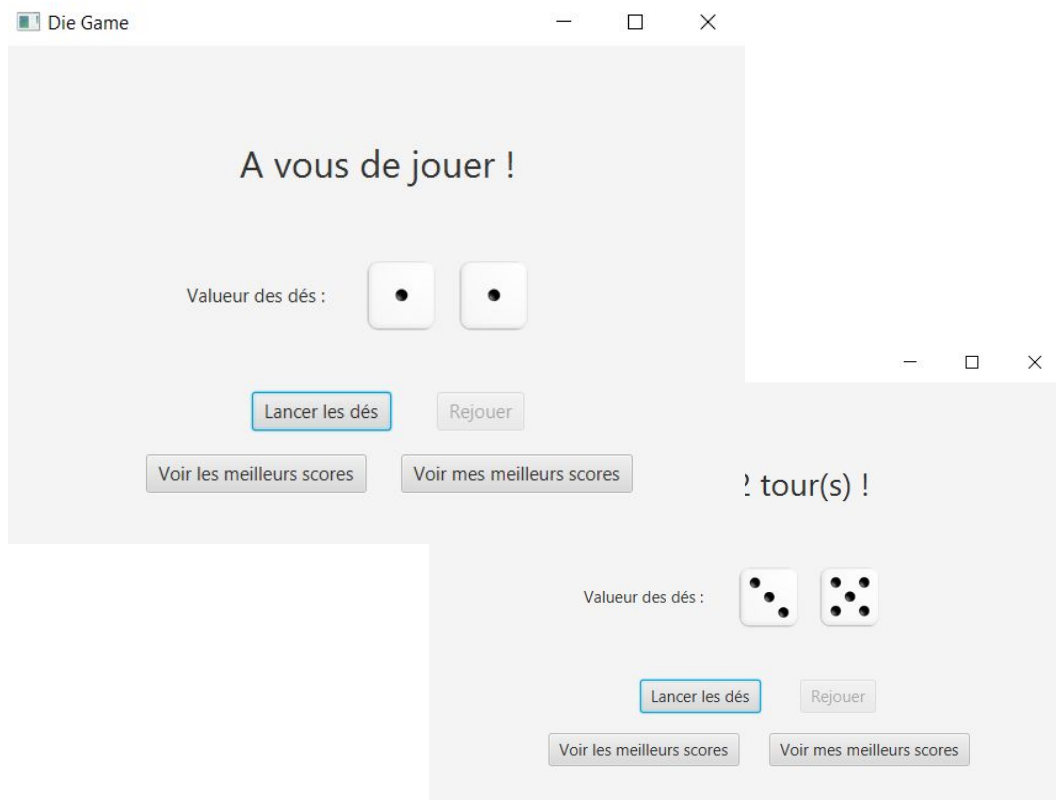 Die Game
A vous de jouer !
Valueur des dés :
Lancer les dés
Rejouer
Voir les meilleurs scores
Voir mes meilleurs scores
2 tour(s) !
Valueur des dés :
Lancer les dés
Rejouer
Voir les meilleurs scores
Voir mes meilleurs scores